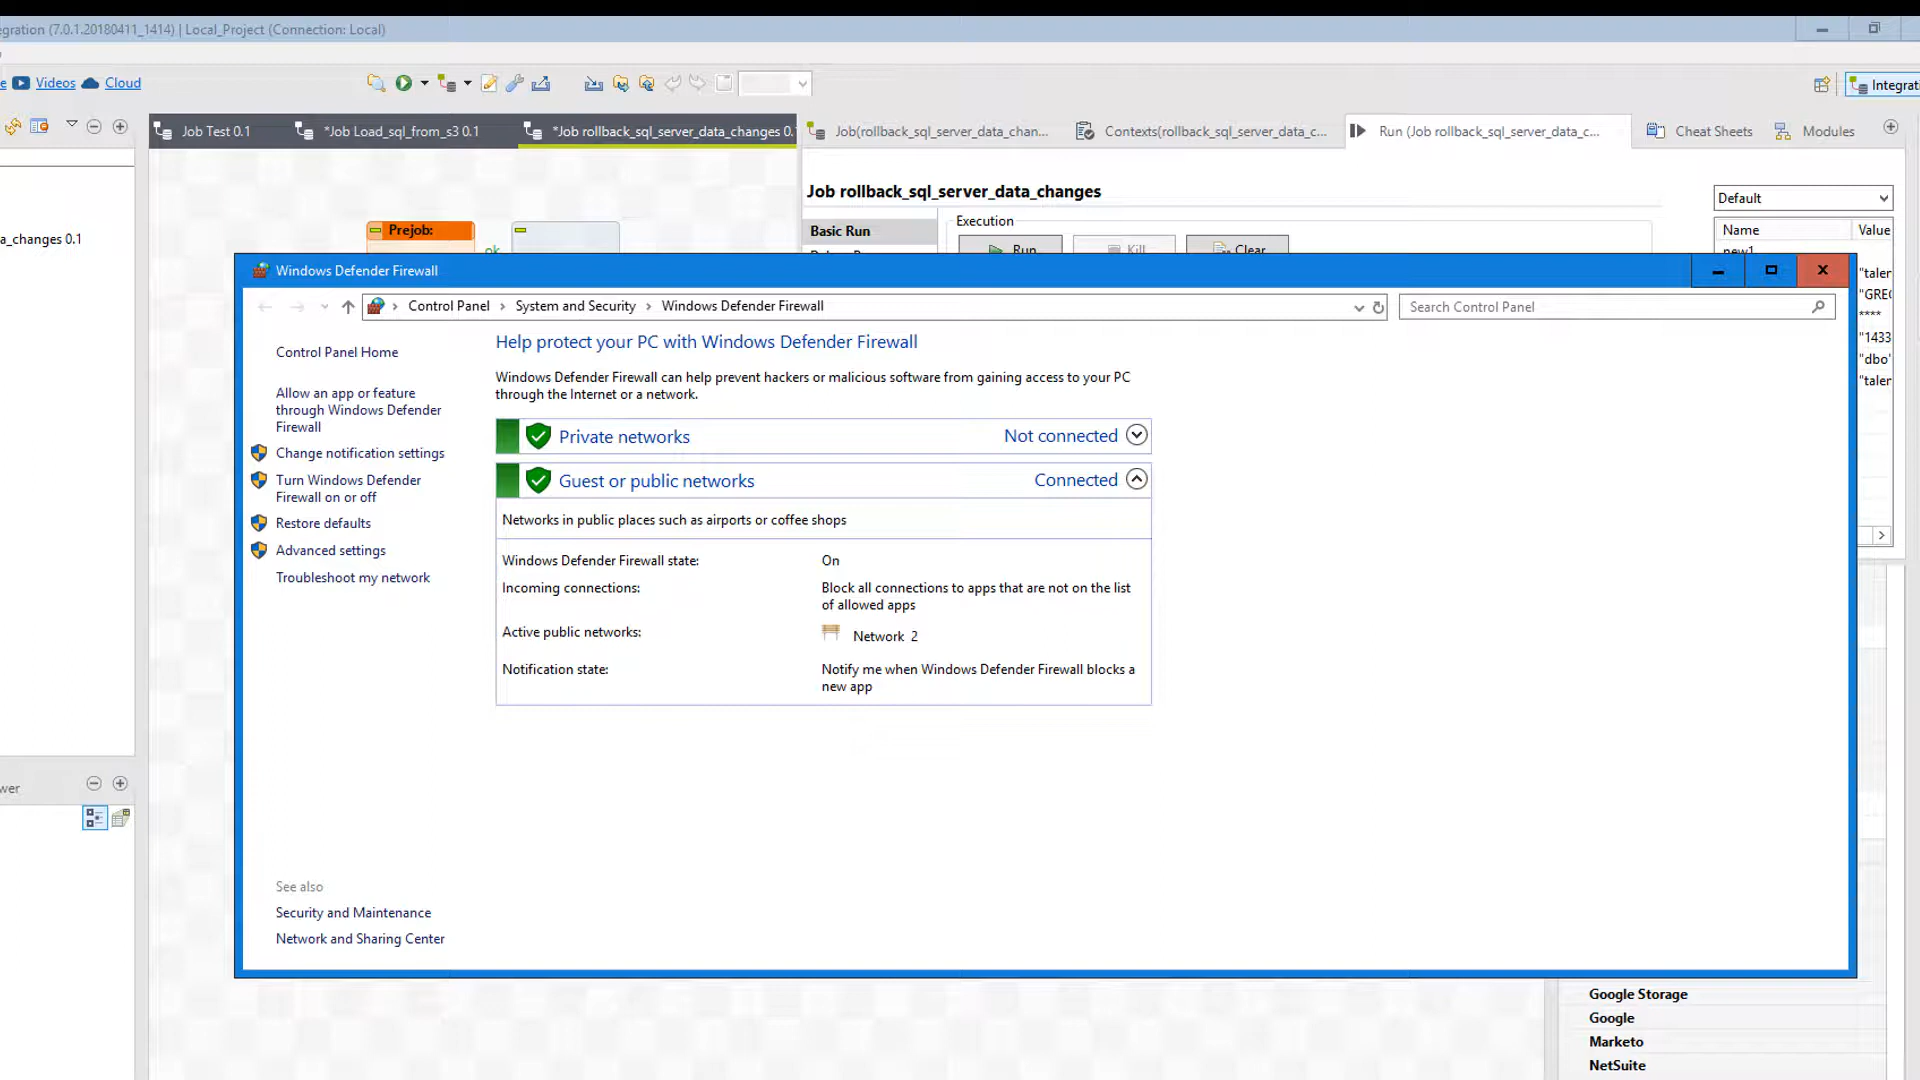 egration (7.0.1.20180411_1414) | Local_Project (Connection: Local)
e Videos Cloud
Integrati
Job Test 0.1
*Job Load_sql_from_s3 0.1
*Job rollback_sql_server_data_changes 0.
Job(rollback_sql_server_data_chan...
Contexts(rollback_sql_server_data_c...
Run (Job rollback_sql_server_data_c...
Cheat Sheets
Modules
Job rollback_sql_server_data_changes
Default
Execution
Basic Run
Prejob:
ok
Run
Kill
Clear
Name
Value
new1
a_changes 0.1
"talen
"GREG
****
"1433
"dbo"
"talen
Windows Defender Firewall
Control Panel > System and Security > Windows Defender Firewall
Search Control Panel
Control Panel Home
Allow an app or feature
through Windows Defender
Firewall
Change notification settings
Turn Windows Defender
Firewall on or off
Restore defaults
Advanced settings
Troubleshoot my network
Help protect your PC with Windows Defender Firewall
Windows Defender Firewall can help prevent hackers or malicious software from gaining access to your PC
through the Internet or a network.
Private networks
Not connected
Guest or public networks
Connected
Networks in public places such as airports or coffee shops
Windows Defender Firewall state:
On
Incoming connections:
Block all connections to apps that are not on the list
of allowed apps
Active public networks:
Network 2
Notification state:
Notify me when Windows Defender Firewall blocks a
new app
See also
Security and Maintenance
Network and Sharing Center
wer
Google Storage
Google
Marketo
NetSuite